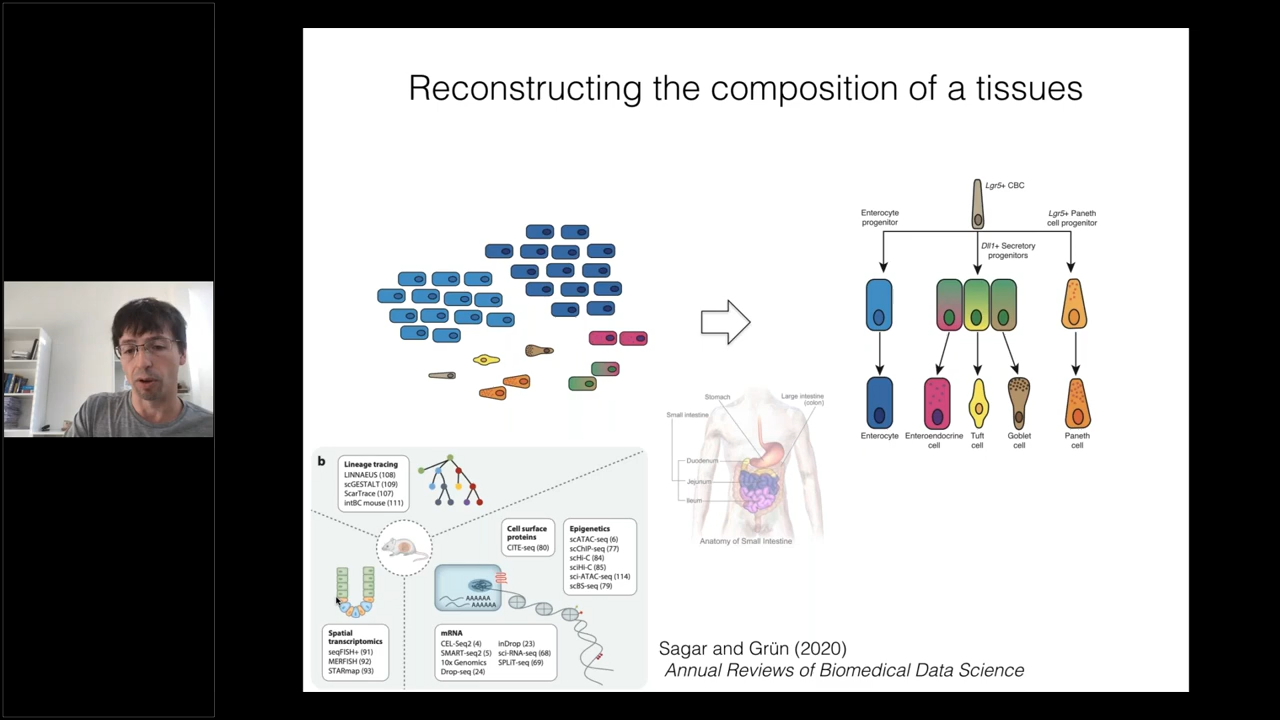 Reconstructing the composition of a tissues
Lgr5+ CBC
Enterocyte
progenitor
Lgr5+ Paneth
cell progenitor
Dll1+ Secretory
progenitors
Enterocyte
Enteroendocrine
cell
Tuft
cell
Goblet
cell
Paneth
cell
Stomach
Large intestine
(colon)
Small intestine
Duodenum
Jejunum
Ileum
Anatomy of Small Intestine
b
Lineage tracing
LINNAEUS (108)
scGESTALT (109)
ScarTrace (107)
intBC mouse (111)
Cell surface
proteins
CITE-seq (80)
Epigenetics
scATAC-seq (6)
scChIP-seq (77)
scHi-C (84)
sciHi-C (85)
sci-ATAC-seq (114)
scBS-seq (79)
AAAAAA
AAAAAA
Spatial
transcriptomics
seqFISH+ (91)
MERFISH (92)
STARmap (93)
mRNA
CEL-Seq2 (4)
SMART-seq2 (5)
10x Genomics
Drop-seq (24)
inDrop (23)
sci-RNA-seq (68)
SPLiT-seq (69)
Sagar and Grün (2020)
Annual Reviews of Biomedical Data Science